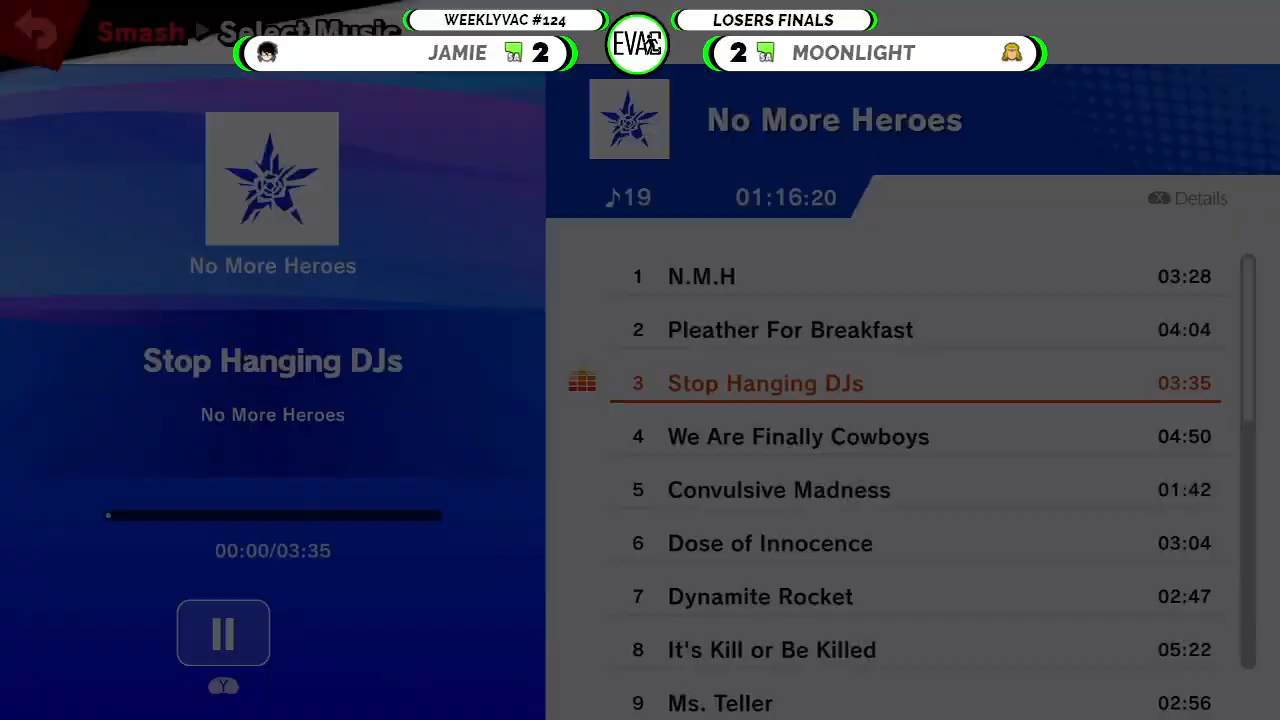 WEEKLYVAC #124
LOSERS FINALS
Smash ▸ Select Music
JAMIE SA 2
EVAC
2 SA MOONLIGHT
No More Heroes
♪19 01:16:20
X Details
No More Heroes
Stop Hanging DJs
No More Heroes
00:00/03:35
Y
1 N.M.H 03:28
2 Pleather For Breakfast 04:04
3 Stop Hanging DJs 03:35
4 We Are Finally Cowboys 04:50
5 Convulsive Madness 01:42
6 Dose of Innocence 03:04
7 Dynamite Rocket 02:47
8 It's Kill or Be Killed 05:22
9 Ms. Teller 02:56